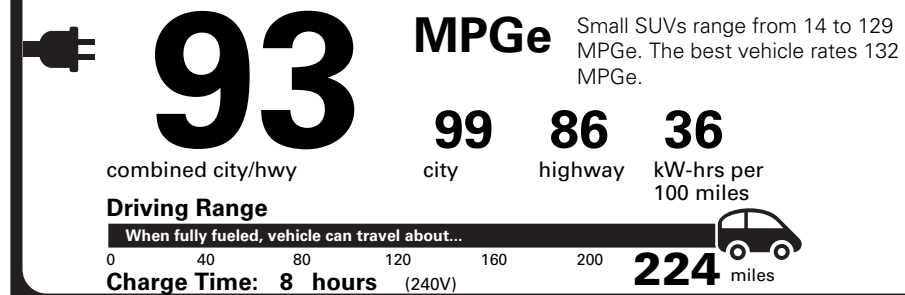 93
MPGe
Small SUVs range from 14 to 129
MPGe. The best vehicle rates 132
MPGe.
99 86 36
combined city/hwy city highway kW-hrs per
100 miles
Driving Range
When fully fueled, vehicle can travel about...
0 40 80 120 160 200 224 miles
Charge Time: 8 hours (240V)